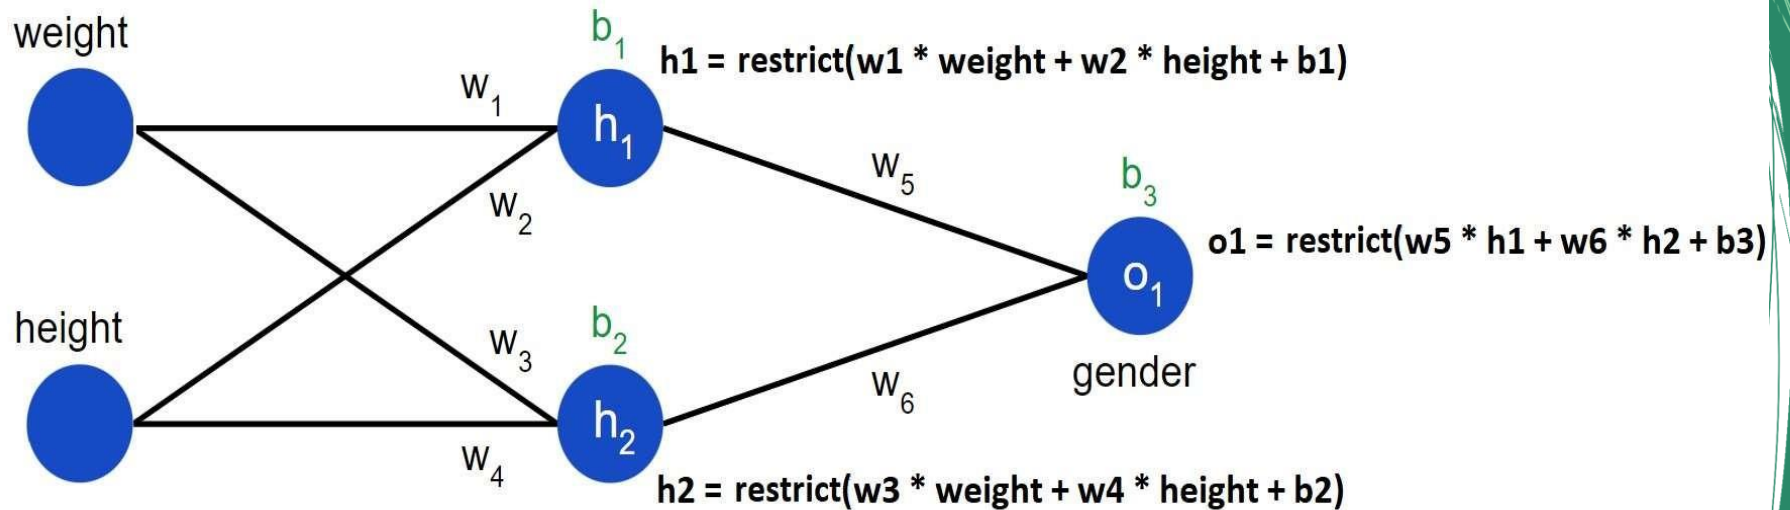 weight
b1
h1 = restrict(w1 * weight + w2 * height + b1)
w1
h1
w2
w5
b3
o1 = restrict(w5 * h1 + w6 * h2 + b3)
o1
gender
height
b2
w3
h2
w4
w6
h2 = restrict(w3 * weight + w4 * height + b2)